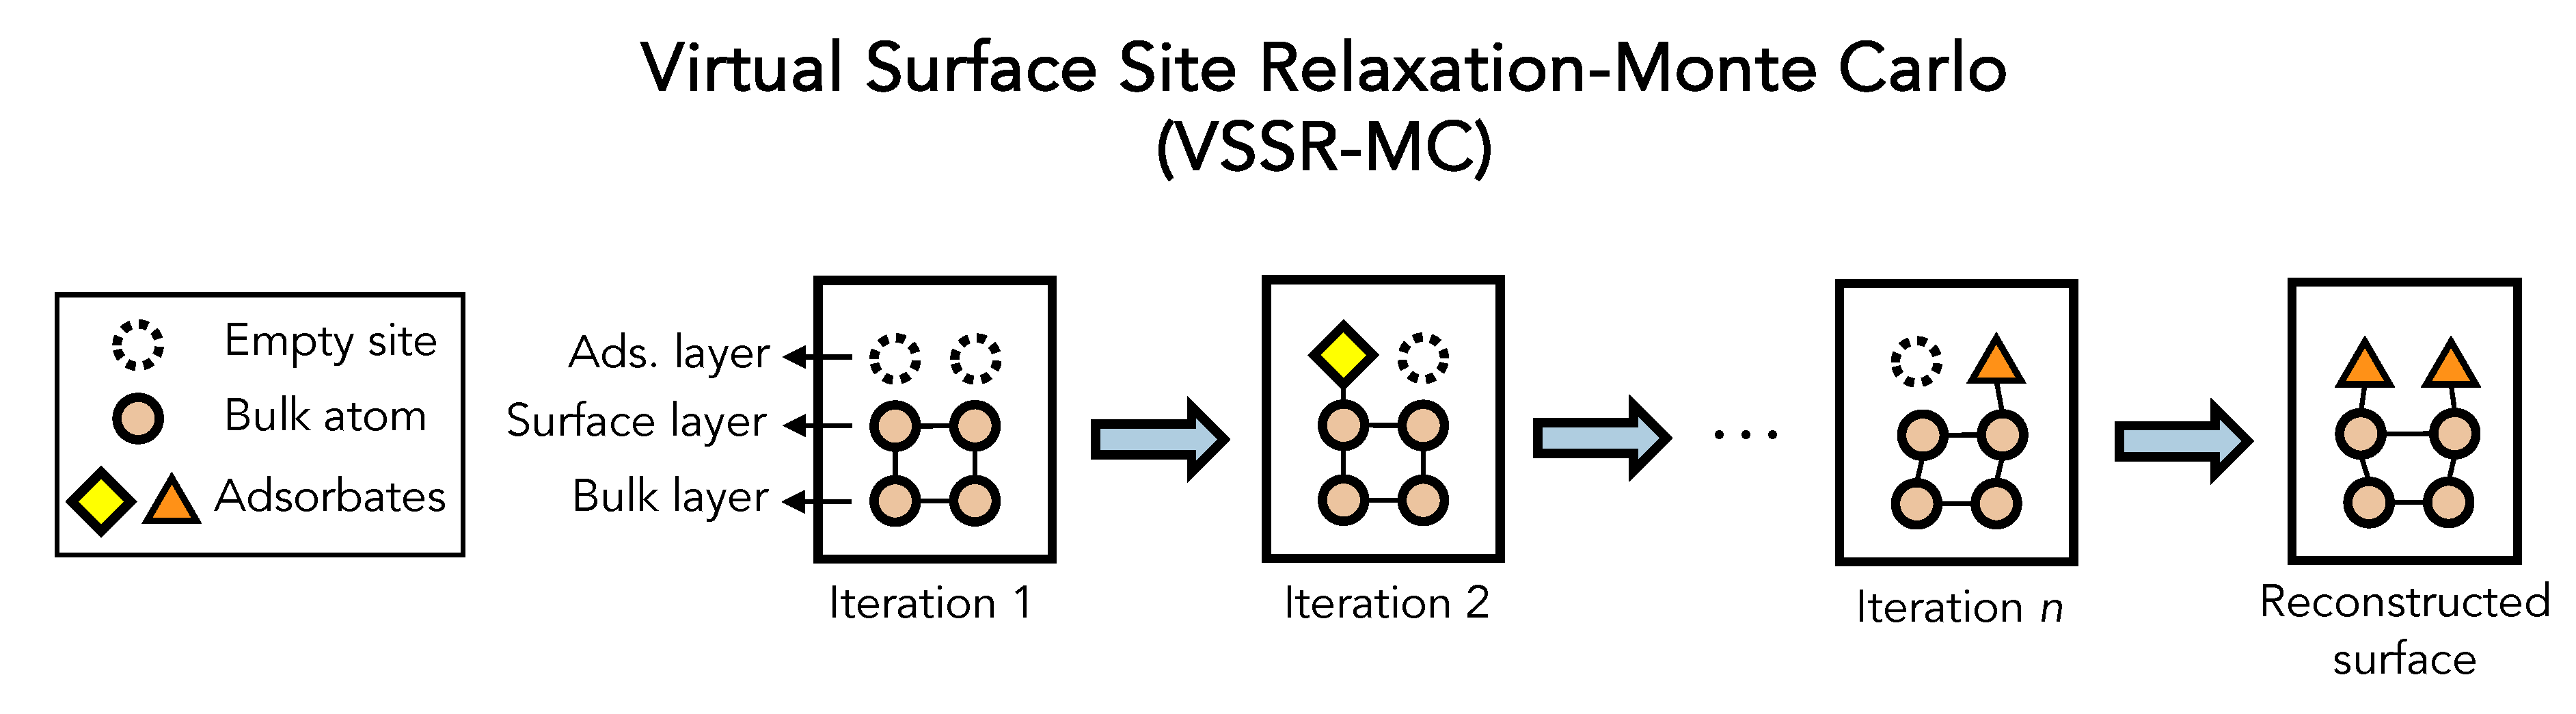 Virtual Surface Site Relaxation-Monte Carlo
(VSSR-MC)
Empty site
Bulk atom
Adsorbates
Ads. layer
Surface layer
Bulk layer
Iteration 1
Iteration 2
...
Iteration n
Reconstructed
surface